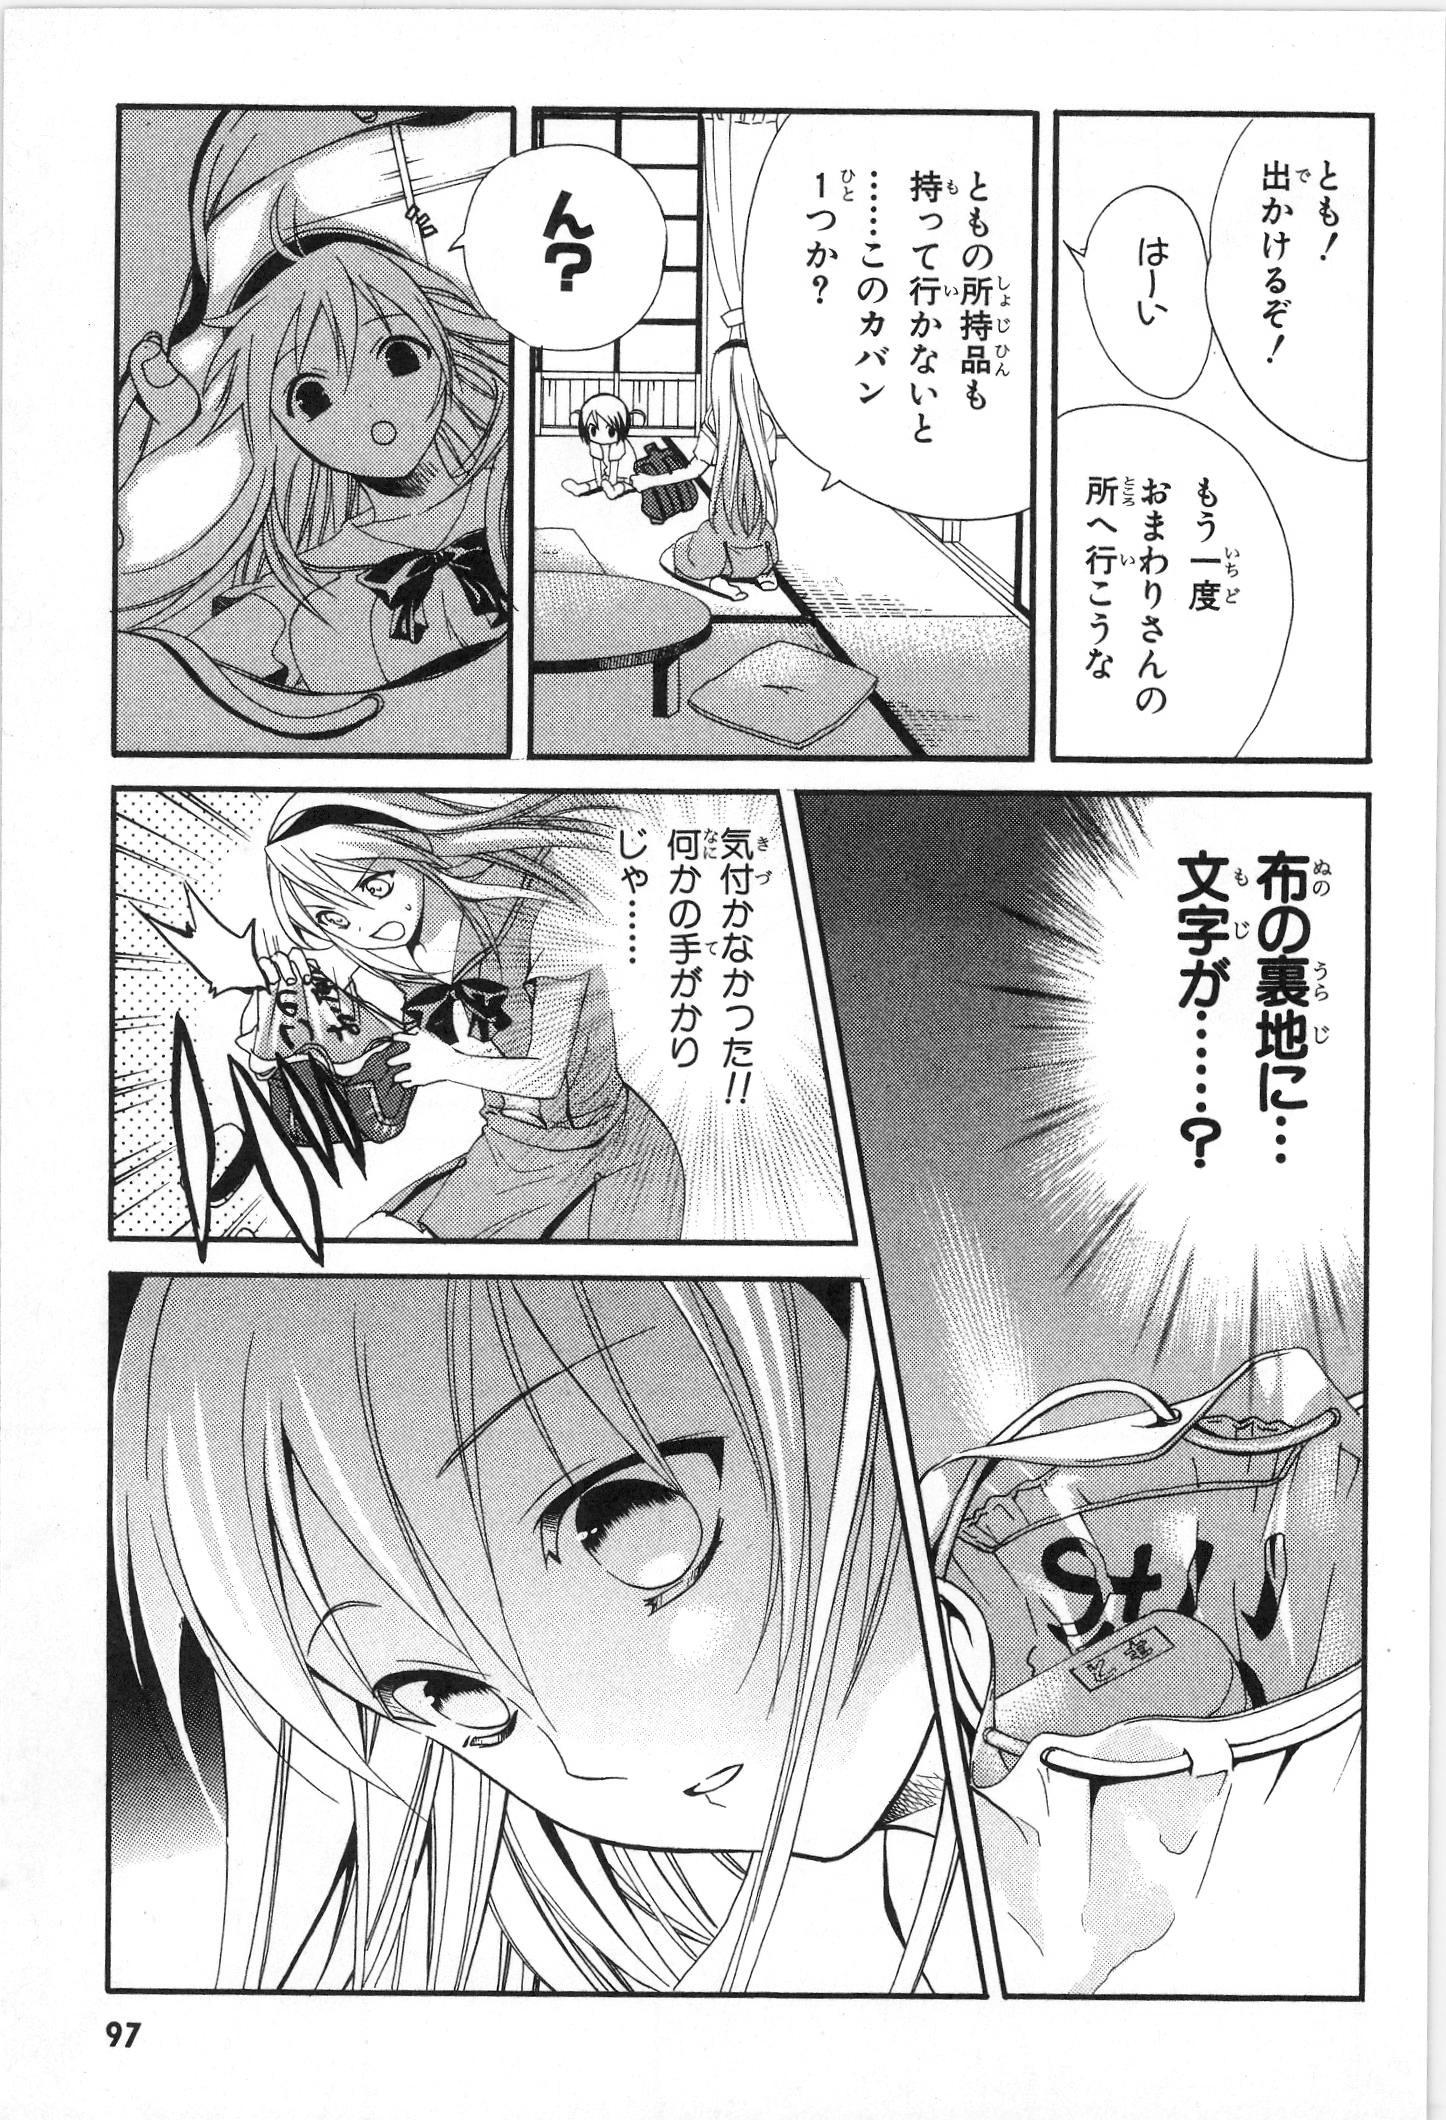 とも！
出かけるぞ！
はーい
もう一度
おまわりさんの
所へ行こうな
ともの所持品も
持って行かないと
……このカバン
１つか？
ん？
布の裏地に…
文字が………？
気付かなかった!!
何かの手がかり
じゃ……
97